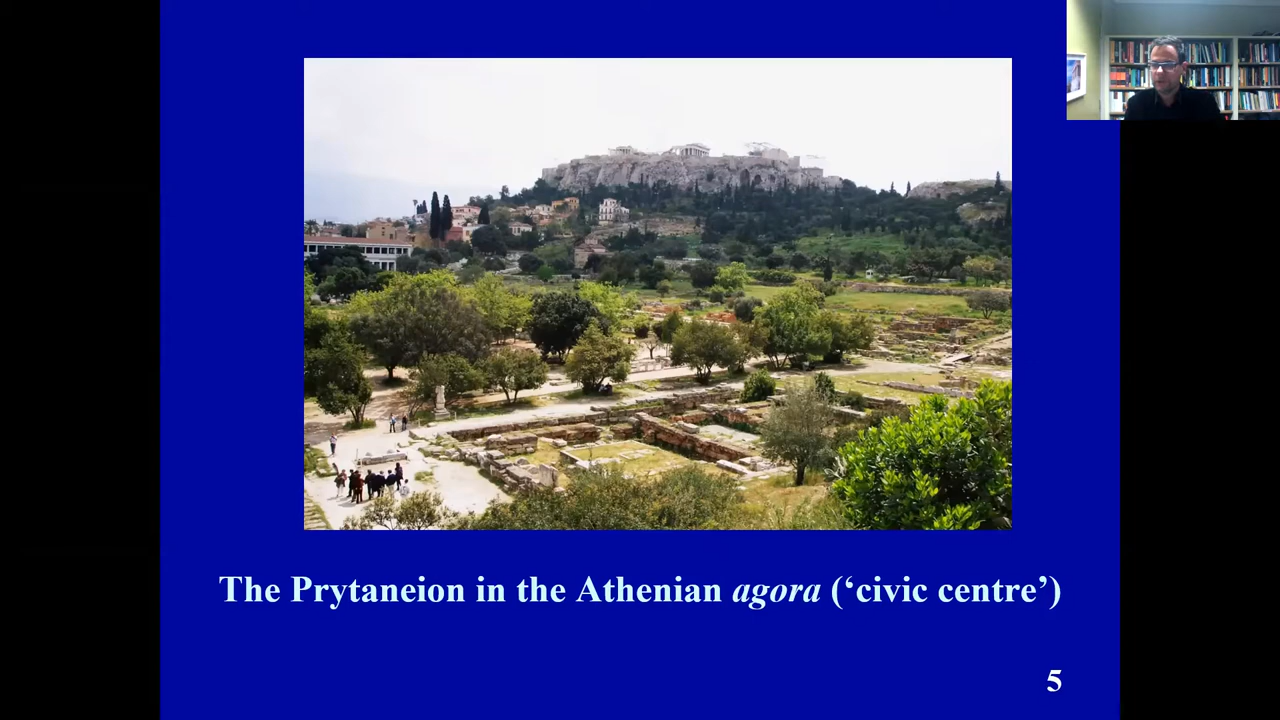 The Prytaneion in the Athenian agora (‘civic centre’)
5